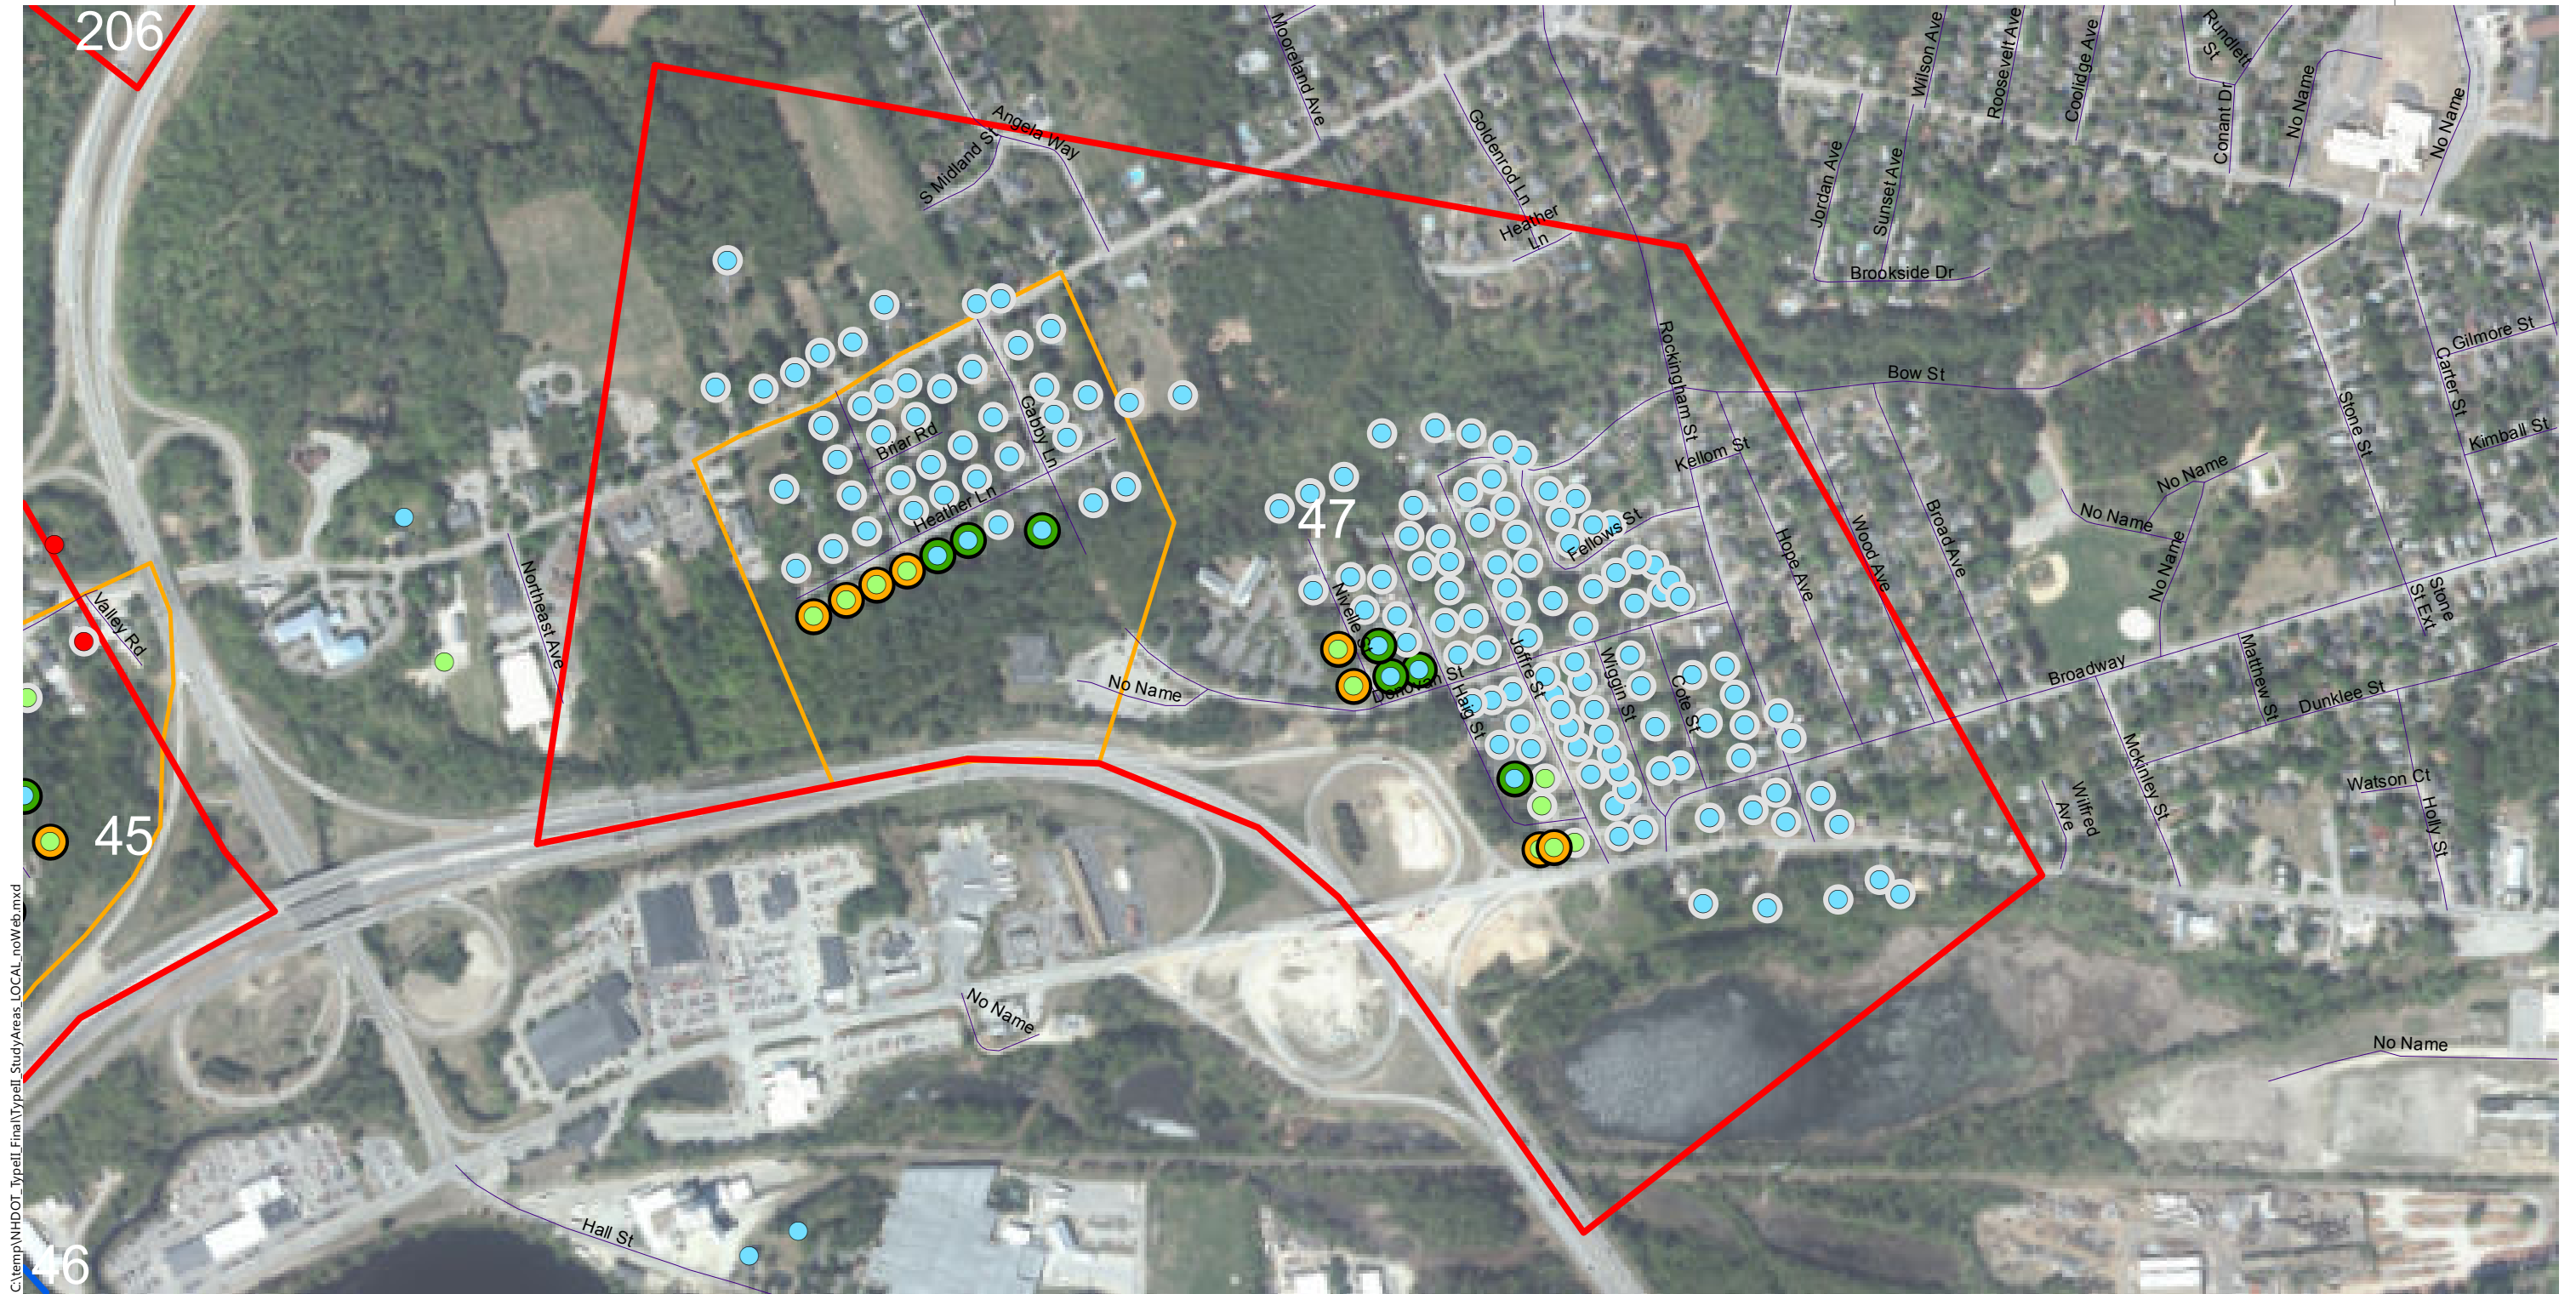 206
Mooreland Ave
Wilson Ave
Roosevelt Ave
Coolidge Ave
Rundlett
St
No Name
Conant Dr
No Name
Angela Way
S Midland St
Goldenrod Ln
Heather
Ln
Jordan Ave
Sunset Ave
Brookside Dr
Rockingham St
Bow St
Gilmore St
Carter St
Stone St
Kimball St
Gabby Ln
Briar Rd
Heather Ln
Kellom St
No Name
No Name
No Name
47
Fellows St
Hope Ave
Wood Ave
Broad Ave
Valley Rd
Northeast Ave
Nivelle St
Joffre St
Wiggin St
Cote St
Donovan St
Haig St
No Name
Stone
St Ext
Broadway
Matthew St
Dunklee St
Mckinley St
Watson Ct
Holly St
Wilfred
Ave
45
No Name
No Name
Hall St
46
C:\temp\NHDOT_TypeII_Final\TypeII_StudyAreas_LOCAL_noWeb.mxd